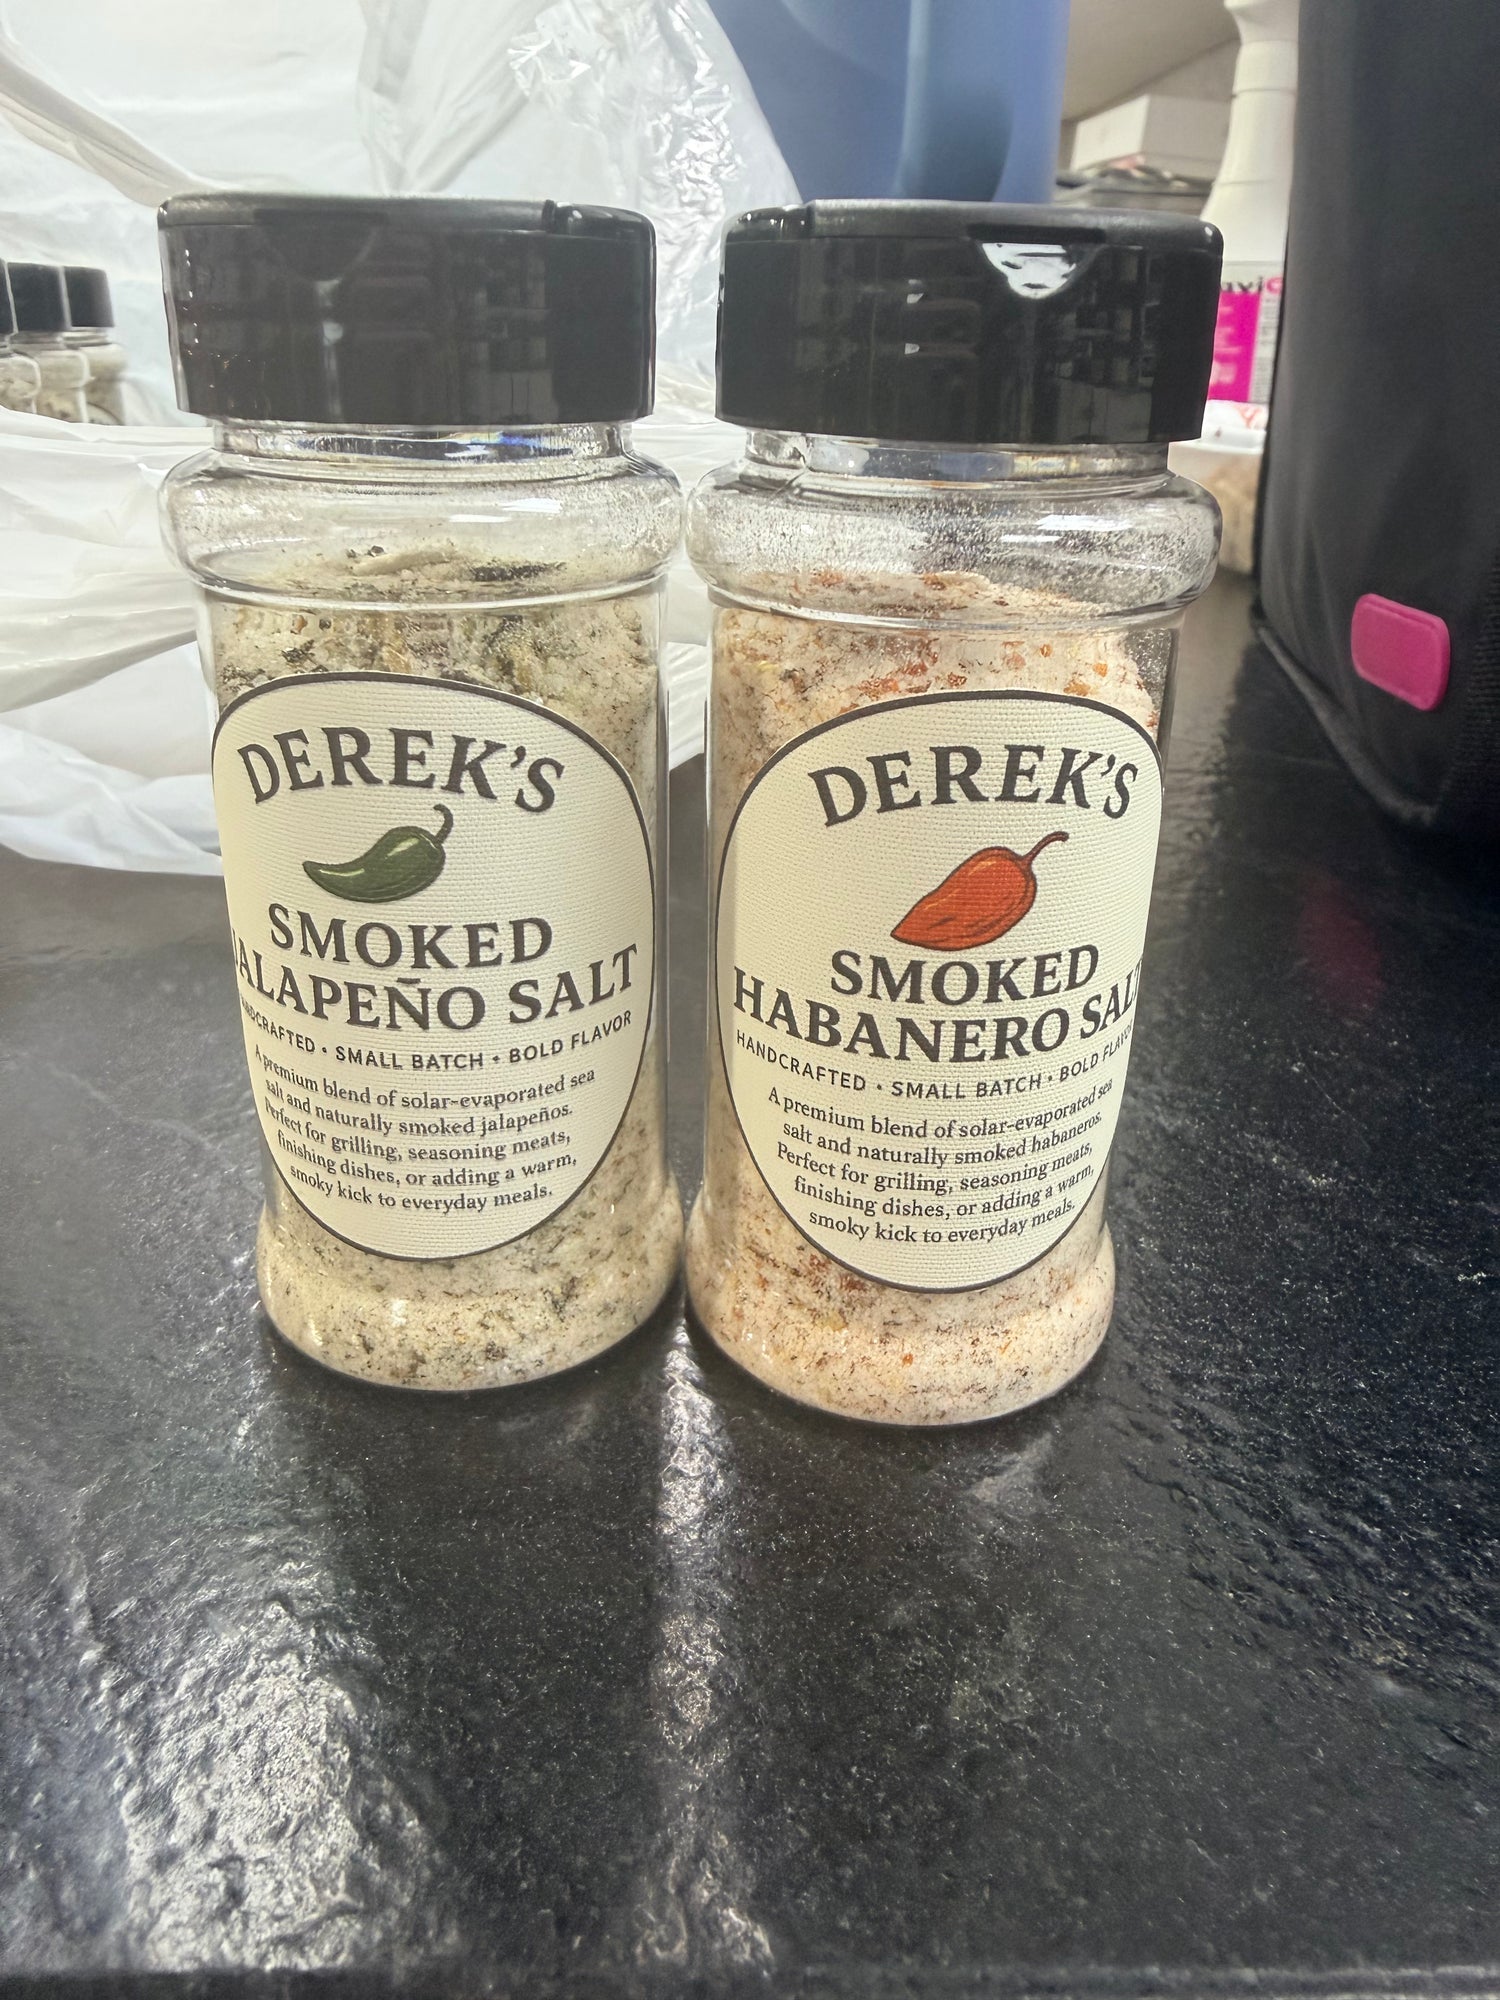 DEREK'S
SMOKED
JALAPEÑO SALT
HANDCRAFTED • SMALL BATCH • BOLD FLAVOR
A premium blend of solar-evaporated sea
salt and naturally smoked jalapeños.
Perfect for grilling, seasoning meats,
finishing dishes, or adding a warm,
smoky kick to everyday meals.
DEREK'S
SMOKED
HABANERO SALT
HANDCRAFTED • SMALL BATCH • BOLD FLAVOR
A premium blend of solar-evaporated sea
salt and naturally smoked habaneros.
Perfect for grilling, seasoning meats,
finishing dishes, or adding a warm,
smoky kick to everyday meals.